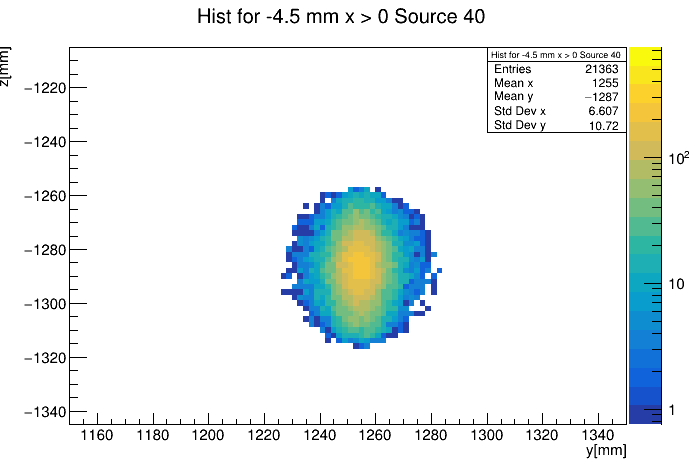 Hist for -4.5 mm x > 0 Source 40
z[mm]
Hist for -4.5 mm x > 0 Source 40
Entries 21363
Mean x 1255
Mean y −1287
Std Dev x 6.607
Std Dev y 10.72
−1220
−1240
−1260
−1280
−1300
−1320
−1340
10²
10
1
1160 1180 1200 1220 1240 1260 1280 1300 1320 1340
y[mm]